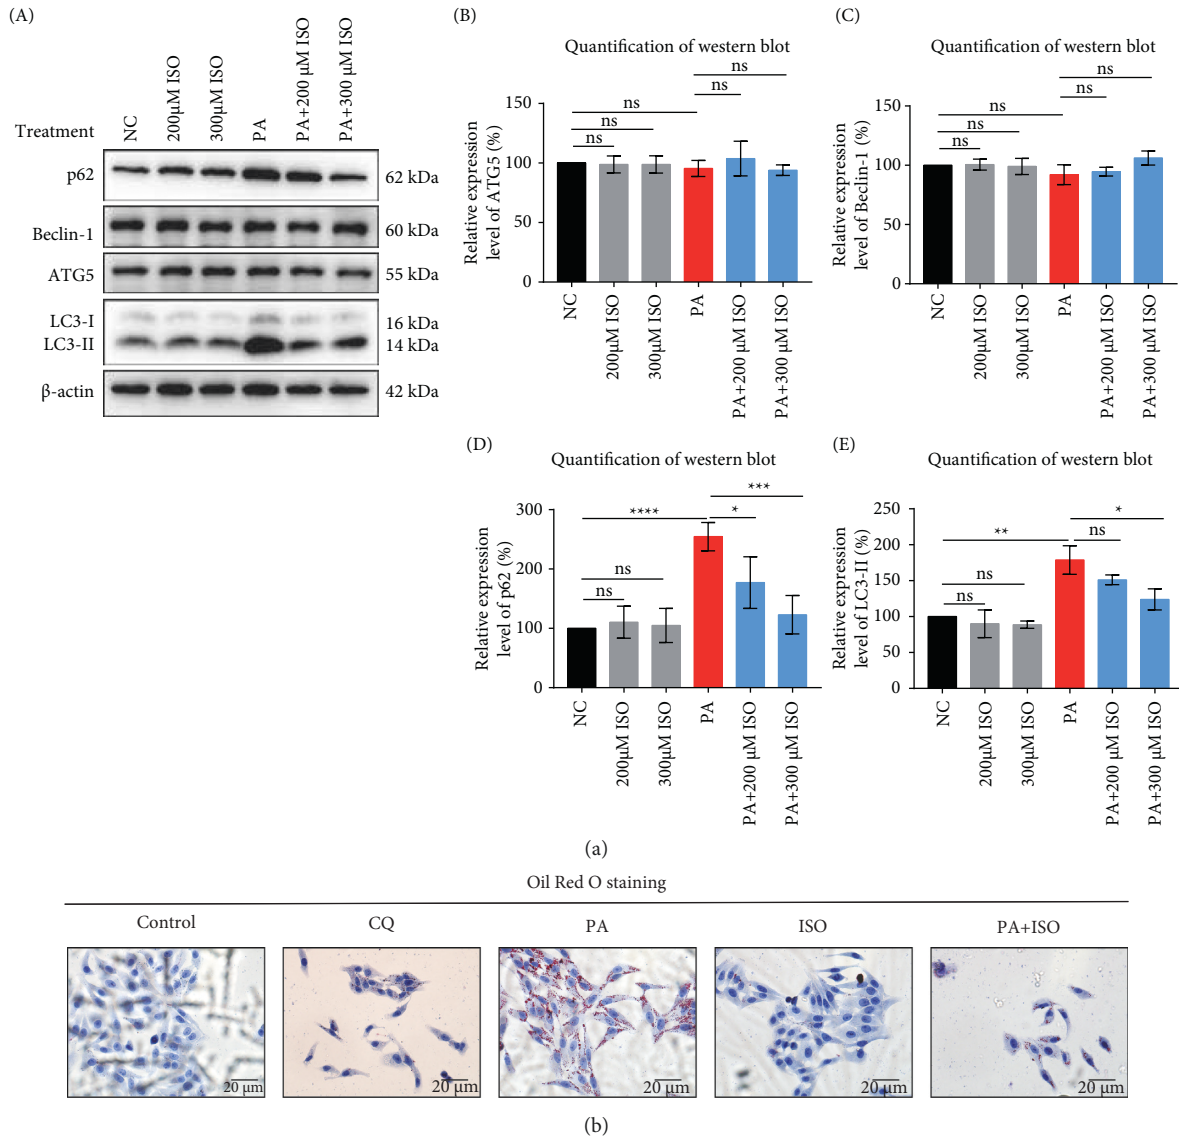 (A)
Treatment
NC
200μM ISO
300μM ISO
PA
PA+200 μM ISO
PA+300 μM ISO
p62
62 kDa
Beclin-1
60 kDa
ATG5
55 kDa
LC3-I
16 kDa
LC3-II
14 kDa
β-actin
42 kDa
(B)
Quantification of western blot
Relative expression
level of ATG5 (%)
150
100
50
0
ns
ns
ns
ns
ns
NC
200μM ISO
300μM ISO
PA
PA+200 μM ISO
PA+300 μM ISO
(C)
Quantification of western blot
Relative expression
level of Beclin-1 (%)
150
100
50
0
ns
ns
ns
ns
ns
NC
200μM ISO
300μM ISO
PA
PA+200 μM ISO
PA+300 μM ISO
(D)
Quantification of western blot
Relative expression
level of p62 (%)
300
200
100
0
***
****
*
ns
ns
NC
200μM ISO
300μM ISO
PA
PA+200 μM ISO
PA+300 μM ISO
(E)
Quantification of western blot
Relative expression
level of LC3-II (%)
250
200
150
100
50
0
*
**
ns
ns
ns
NC
200μM ISO
300μM ISO
PA
PA+200 μM ISO
PA+300 μM ISO
(a)
Oil Red O staining
Control
CQ
PA
ISO
PA+ISO
20 μm
20 μm
20 μm
20 μm
20 μm
(b)